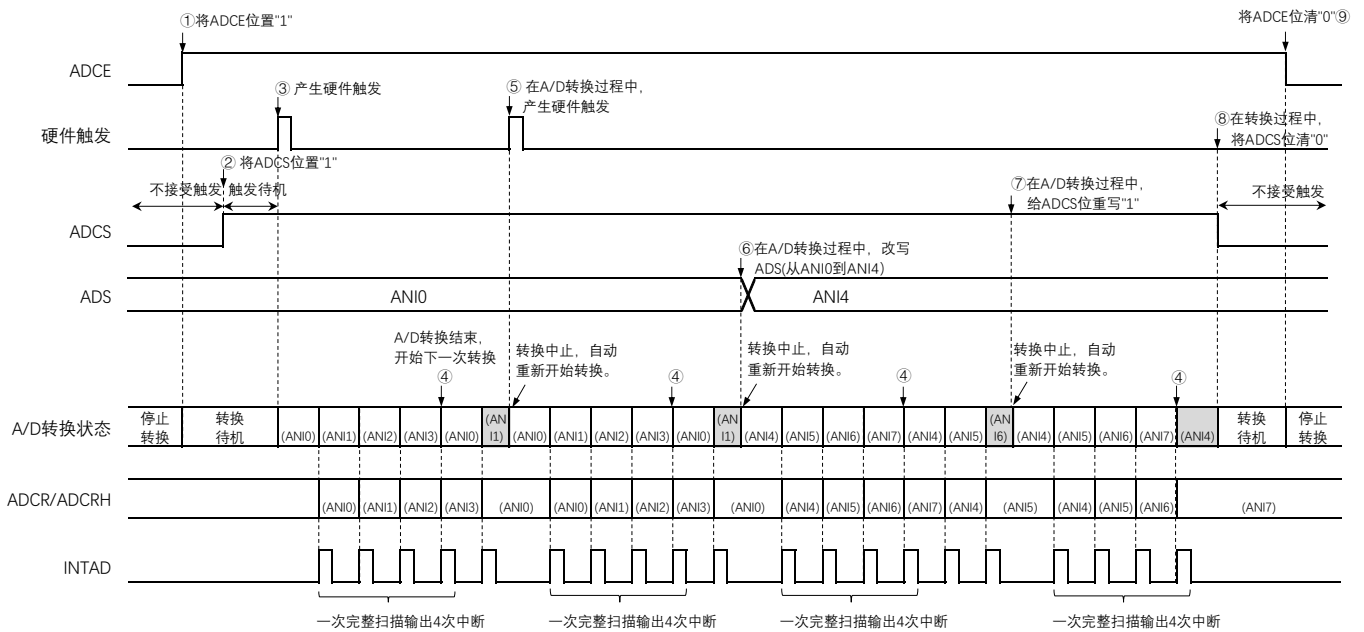 ①将ADCE位置"1"
将ADCE位清"0"⑨
ADCE
③ 产生硬件触发
⑤ 在A/D转换过程中，
产生硬件触发
硬件触发
⑧在转换过程中，
将ADCS位清"0"
② 将ADCS位置"1"
不接受触发 触发待机
⑦在A/D转换过程中，
给ADCS位重写"1"
不接受触发
ADCS
⑥在A/D转换过程中，改写
ADS(从ANI0到ANI4）
ADS
ANI0
ANI4
A/D转换结束，
开始下一次转换
④
转换中止，自动
重新开始转换。
④
转换中止，自动
重新开始转换。
④
转换中止，自动
重新开始转换。
④
A/D转换状态
停止
转换
转换
待机
(ANI0) (ANI1) (ANI2) (ANI3) (ANI0) (AN
I1) (ANI0) (ANI1) (ANI2) (ANI3) (ANI0) (AN
I1) (ANI4) (ANI5) (ANI6) (ANI7) (ANI4) (ANI5) (AN
I6) (ANI4) (ANI5) (ANI6) (ANI7) (ANI4)
转换
待机
停止
转换
ADCR/ADCRH
(ANI0) (ANI1) (ANI2) (ANI3) (ANI0) (ANI0) (ANI1) (ANI2) (ANI3) (ANI0) (ANI4) (ANI5) (ANI6) (ANI7) (ANI4) (ANI5) (ANI4) (ANI5) (ANI6) (ANI7)
INTAD
一次完整扫描输出4次中断
一次完整扫描输出4次中断
一次完整扫描输出4次中断
一次完整扫描输出4次中断